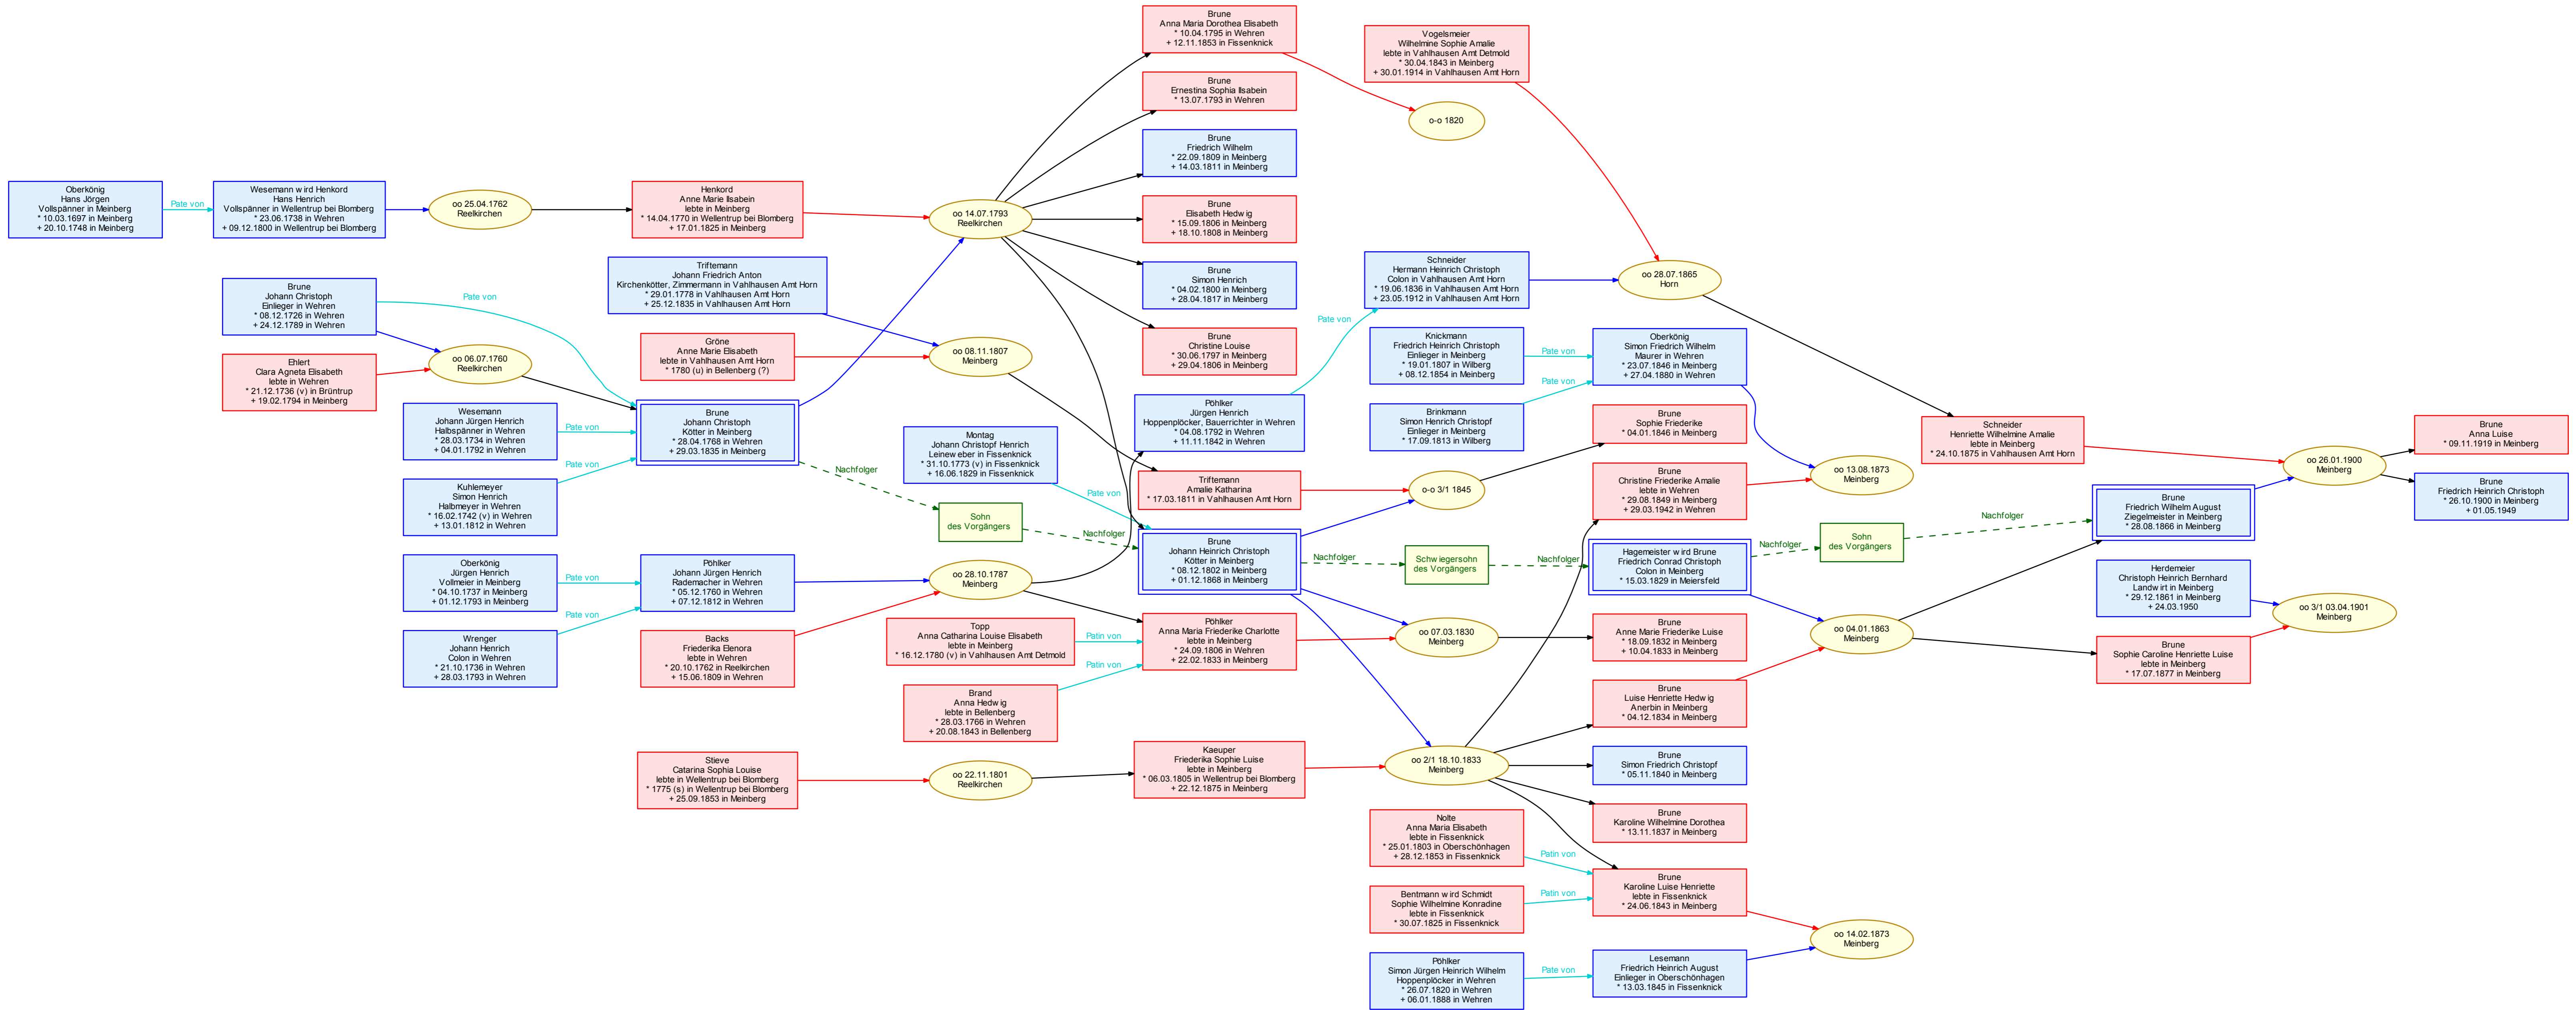 Oberkönig
Hans Jörgen
Vollspänner in Meinberg
* 10.03.1697 in Meinberg
+ 20.10.1748 in Meinberg
Pate von
Wesemann wird Henkord
Hans Henrich
Vollspänner in Wellentrup bei Blomberg
* 23.06.1738 in Wehren
+ 09.12.1800 in Wellentrup bei Blomberg
oo 25.04.1762
Reelkirchen
Henkord
Anne Marie Ilsabein
lebte in Meinberg
* 14.04.1770 in Wellentrup bei Blomberg
+ 17.01.1825 in Meinberg
oo 14.07.1793
Reelkirchen
Brune
Johann Christoph
Einlieger in Wehren
* 08.12.1726 in Wehren
+ 24.12.1789 in Wehren
Pate von
Ehlert
Clara Agneta Elisabeth
lebte in Wehren
* 21.12.1736 (v) in Brüntrup
+ 19.02.1794 in Meinberg
oo 06.07.1760
Reelkirchen
Wesemann
Johann Jürgen Henrich
Halbspänner in Wehren
* 28.03.1734 in Wehren
+ 04.01.1792 in Wehren
Pate von
Kuhlemeyer
Simon Henrich
Halbmeyer in Wehren
* 16.02.1742 (v) in Wehren
+ 13.01.1812 in Wehren
Pate von
Oberkönig
Jürgen Henrich
Vollmeier in Meinberg
* 04.10.1737 in Meinberg
+ 01.12.1793 in Meinberg
Pate von
Wrenger
Johann Henrich
Colon in Wehren
* 21.10.1736 in Wehren
+ 28.03.1793 in Wehren
Pate von
Triftemann
Johann Friedrich Anton
Kirchenkötter, Zimmermann in Vahlhausen Amt Horn
* 29.01.1778 in Vahlhausen Amt Horn
+ 25.12.1835 in Vahlhausen Amt Horn
Gröne
Anne Marie Elisabeth
lebte in Vahlhausen Amt Horn
* 1780 (u) in Bellenberg (?)
oo 08.11.1807
Meinberg
Brune
Johann Christoph
Kötter in Meinberg
* 28.04.1768 in Wehren
+ 29.03.1835 in Meinberg
Nachfolger
Sohn
des Vorgängers
Nachfolger
Montag
Johann Christopf Henrich
Leineweber in Fissenknick
* 31.10.1773 (v) in Fissenknick
+ 16.06.1829 in Fissenknick
Pate von
Pöhlker
Johann Jürgen Henrich
Rademacher in Wehren
* 05.12.1760 in Wehren
+ 07.12.1812 in Wehren
Backs
Friederika Elenora
lebte in Wehren
* 20.10.1762 in Reelkirchen
+ 15.06.1809 in Wehren
oo 28.10.1787
Meinberg
Topp
Anna Catharina Louise Elisabeth
lebte in Meinberg
* 16.12.1780 (v) in Vahlhausen Amt Detmold
Patin von
Brand
Anna Hedwig
lebte in Bellenberg
* 28.03.1766 in Wehren
+ 20.08.1843 in Bellenberg
Patin von
Stieve
Catarina Sophia Louise
lebte in Wellentrup bei Blomberg
* 1775 (s) in Wellentrup bei Blomberg
+ 25.09.1853 in Meinberg
oo 22.11.1801
Reelkirchen
Brune
Anna Maria Dorothea Elisabeth
* 10.04.1795 in Wehren
+ 12.11.1853 in Fissenknick
Brune
Ernestina Sophia Ilsabein
* 13.07.1793 in Wehren
Brune
Friedrich Wilhelm
* 22.09.1809 in Meinberg
+ 14.03.1811 in Meinberg
Brune
Elisabeth Hedwig
* 15.09.1806 in Meinberg
+ 18.10.1808 in Meinberg
Brune
Simon Henrich
* 04.02.1800 in Meinberg
+ 28.04.1817 in Meinberg
Brune
Christine Louise
* 30.06.1797 in Meinberg
+ 29.04.1806 in Meinberg
Pöhlker
Jürgen Henrich
Hoppenplöcker, Bauerrichter in Wehren
* 04.08.1792 in Wehren
+ 11.11.1842 in Wehren
Pate von
Triftemann
Amalie Katharina
* 17.03.1811 in Vahlhausen Amt Horn
Brune
Johann Heinrich Christoph
Kötter in Meinberg
* 08.12.1802 in Meinberg
+ 01.12.1868 in Meinberg
Nachfolger
Schwiegersohn
des Vorgängers
Nachfolger
Pöhlker
Anna Maria Friederike Charlotte
lebte in Meinberg
* 24.09.1806 in Wehren
+ 22.02.1833 in Meinberg
Kaeuper
Friederika Sophie Luise
lebte in Meinberg
* 06.03.1805 in Wellentrup bei Blomberg
+ 22.12.1875 in Meinberg
Vogelsmeier
Wilhelmine Sophie Amalie
lebte in Vahlhausen Amt Detmold
* 30.04.1843 in Meinberg
+ 30.01.1914 in Vahlhausen Amt Horn
o-o 1820
Schneider
Hermann Heinrich Christoph
Colon in Vahlhausen Amt Horn
* 19.06.1836 in Vahlhausen Amt Horn
+ 23.05.1912 in Vahlhausen Amt Horn
oo 28.07.1865
Horn
Knickmann
Friedrich Heinrich Christoph
Einlieger in Meinberg
* 19.01.1807 in Wilberg
+ 08.12.1854 in Meinberg
Pate von
Brinkmann
Simon Henrich Christopf
Einlieger in Meinberg
* 17.09.1813 in Wilberg
Pate von
o-o 3/1 1845
oo 07.03.1830
Meinberg
oo 2/1 18.10.1833
Meinberg
Nolte
Anna Maria Elisabeth
lebte in Fissenknick
* 25.01.1803 in Oberschönhagen
+ 28.12.1853 in Fissenknick
Patin von
Bentmann wird Schmidt
Sophie Wilhelmine Konradine
lebte in Fissenknick
* 30.07.1825 in Fissenknick
Patin von
Pöhlker
Simon Jürgen Heinrich Wilhelm
Hoppenplöcker in Wehren
* 26.07.1820 in Wehren
+ 06.01.1888 in Wehren
Pate von
Oberkönig
Simon Friedrich Wilhelm
Maurer in Wehren
* 23.07.1846 in Meinberg
+ 27.04.1880 in Wehren
Brune
Sophie Friederike
* 04.01.1846 in Meinberg
Brune
Christine Friederike Amalie
lebte in Wehren
* 29.08.1849 in Meinberg
+ 29.03.1942 in Wehren
oo 13.08.1873
Meinberg
Hagemeister wird Brune
Friedrich Conrad Christoph
Colon in Meinberg
* 15.03.1829 in Meiersfeld
Nachfolger
Sohn
des Vorgängers
Nachfolger
Brune
Anne Marie Friederike Luise
* 18.09.1832 in Meinberg
+ 10.04.1833 in Meinberg
Brune
Luise Henriette Hedwig
Anerbin in Meinberg
* 04.12.1834 in Meinberg
oo 04.01.1863
Meinberg
Brune
Simon Friedrich Christopf
* 05.11.1840 in Meinberg
Brune
Karoline Wilhelmine Dorothea
* 13.11.1837 in Meinberg
Brune
Karoline Luise Henriette
lebte in Fissenknick
* 24.06.1843 in Meinberg
Lesemann
Friedrich Heinrich August
Einlieger in Oberschönhagen
* 13.03.1845 in Fissenknick
oo 14.02.1873
Meinberg
Schneider
Henriette Wilhelmine Amalie
lebte in Meinberg
* 24.10.1875 in Vahlhausen Amt Horn
Brune
Friedrich Wilhelm August
Ziegelmeister in Meinberg
* 28.08.1866 in Meinberg
oo 26.01.1900
Meinberg
Herdemeier
Christoph Heinrich Bernhard
Landwirt in Meinberg
* 29.12.1861 in Meinberg
+ 24.03.1950
Brune
Sophie Caroline Henriette Luise
lebte in Meinberg
* 17.07.1877 in Meinberg
oo 3/1 03.04.1901
Meinberg
Brune
Anna Luise
* 09.11.1919 in Meinberg
Brune
Friedrich Heinrich Christoph
* 26.10.1900 in Meinberg
+ 01.05.1949